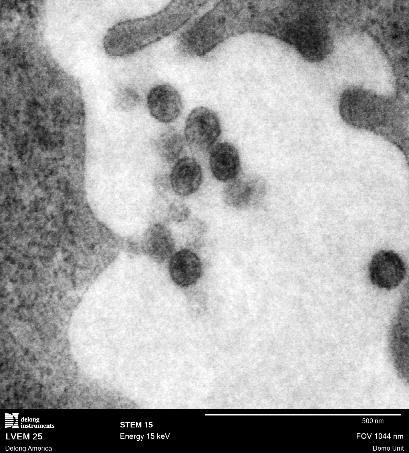 delong
instruments
LVEM 25
Delong America
STEM 15
Energy 15 keV
500 nm
FOV 1044 nm
Demo Unit